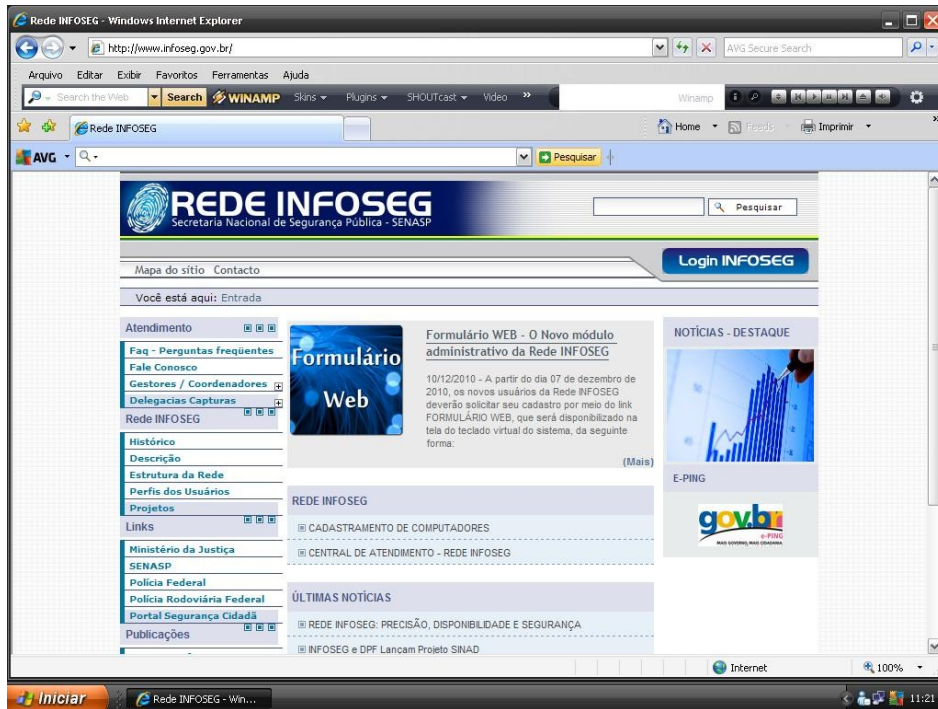 Rede INFOSEG - Windows Internet Explorer
http://www.infoseg.gov.br/
AVG Secure Search
Arquivo Editar Exibir Favoritos Ferramentas Ajuda
Search the Web Search WINAMP Skins Plugins SHOUTcast Video » Winamp
Rede INFOSEG Home Feeds Imprimir »
AVG Pesquisar
REDE INFOSEG
Secretaria Nacional de Segurança Pública - SENASP
Pesquisar
Login INFOSEG
Mapa do sítio Contacto
Você está aqui: Entrada
Atendimento
Faq - Perguntas freqüentes
Fale Conosco
Gestores / Coordenadores
Delegacias Capturas
Rede INFOSEG
Histórico
Descrição
Estrutura da Rede
Perfis dos Usuários
Projetos
Links
Ministério da Justiça
SENASP
Polícia Federal
Polícia Rodoviária Federal
Portal Segurança Cidadã
Publicações
Formulário
Web
Formulário WEB - O Novo módulo
administrativo da Rede INFOSEG
10/12/2010 - A partir do dia 07 de dezembro de
2010, os novos usuários da Rede INFOSEG
deverão solicitar seu cadastro por meio do link
FORMULÁRIO WEB, que será disponibilizado na
tela do teclado virtual do sistema, da seguinte
forma:
(Mais)
REDE INFOSEG
CADASTRAMENTO DE COMPUTADORES
CENTRAL DE ATENDIMENTO - REDE INFOSEG
ÚLTIMAS NOTÍCIAS
REDE INFOSEG: PRECISÃO, DISPONIBILIDADE E SEGURANÇA
INFOSEG e DPF Lançam Projeto SINAD
NOTÍCIAS - DESTAQUE
E-PING
gov.br
e-PING
MAIS GOVERNO, MAIS CIDADANIA
Internet 100%
Iniciar Rede INFOSEG - Win... 11:21